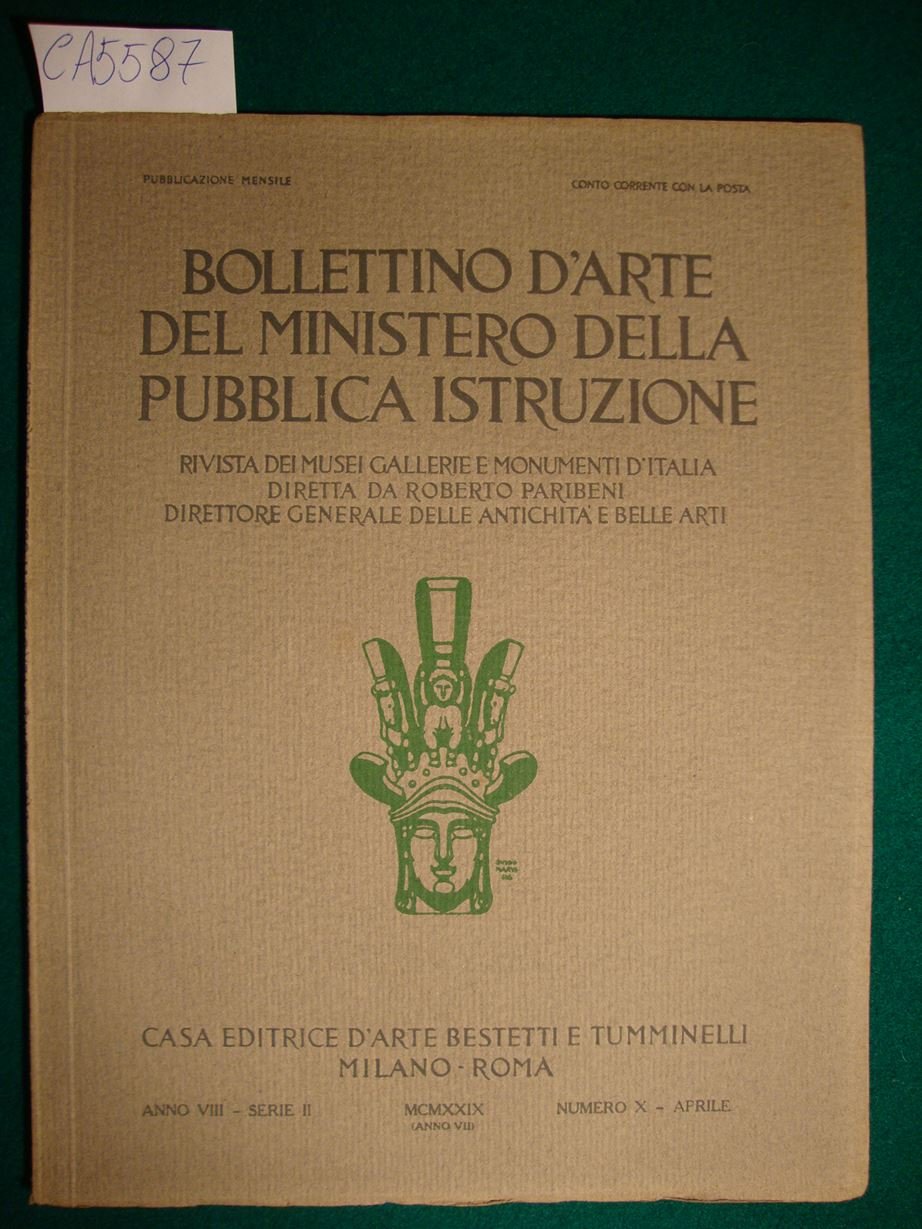 CA5587
PUBBLICAZIONE MENSILE
CONTO CORRENTE CON LA POSTA
BOLLETTINO D'ARTE
DEL MINISTERO DELLA
PUBBLICA ISTRUZIONE
RIVISTA DEI MUSEI GALLERIE E MONUMENTI D'ITALIA
DIRETTA DA ROBERTO PARIBENI
DIRETTORE GENERALE DELLE ANTICHITA' E BELLE ARTI
CASA EDITRICE D'ARTE BESTETTI E TUMMINELLI
MILANO - ROMA
ANNO VIII - SERIE II
MCMXXIX
(ANNO VII)
NUMERO X - APRILE